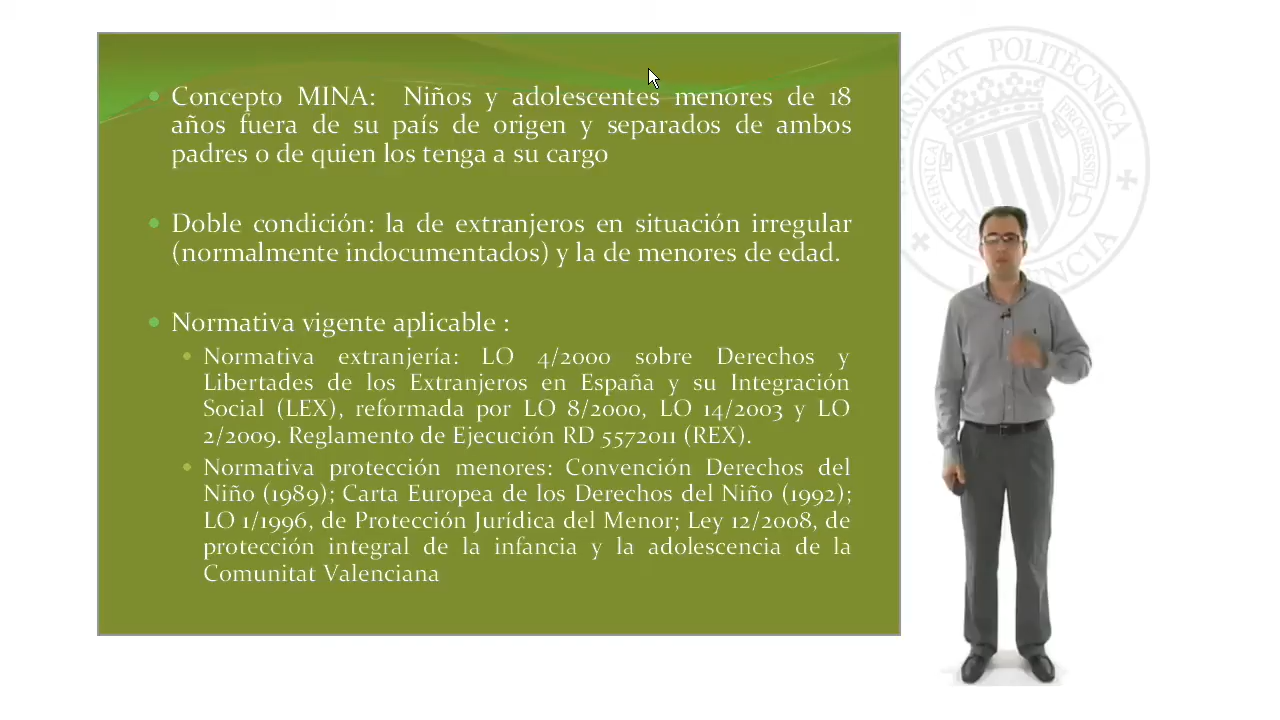 Concepto MINA: Niños y adolescentes menores de 18
años fuera de su país de origen y separados de ambos
padres o de quien los tenga a su cargo
Doble condición: la de extranjeros en situación irregular
(normalmente indocumentados) y la de menores de edad.
Normativa vigente aplicable :
Normativa extranjería: LO 4/2000 sobre Derechos y
Libertades de los Extranjeros en España y su Integración
Social (LEX), reformada por LO 8/2000, LO 14/2003 y LO
2/2009. Reglamento de Ejecución RD 5572011 (REX).
Normativa protección menores: Convención Derechos del
Niño (1989); Carta Europea de los Derechos del Niño (1992);
LO 1/1996, de Protección Jurídica del Menor; Ley 12/2008, de
protección integral de la infancia y la adolescencia de la
Comunitat Valenciana
POLITÈCNICA